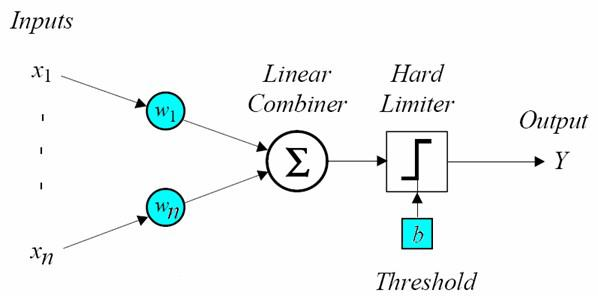 Inputs
x1
w1
Linear
Combiner
Σ
Hard
Limiter
Output
Y
wn
xn
b
Threshold